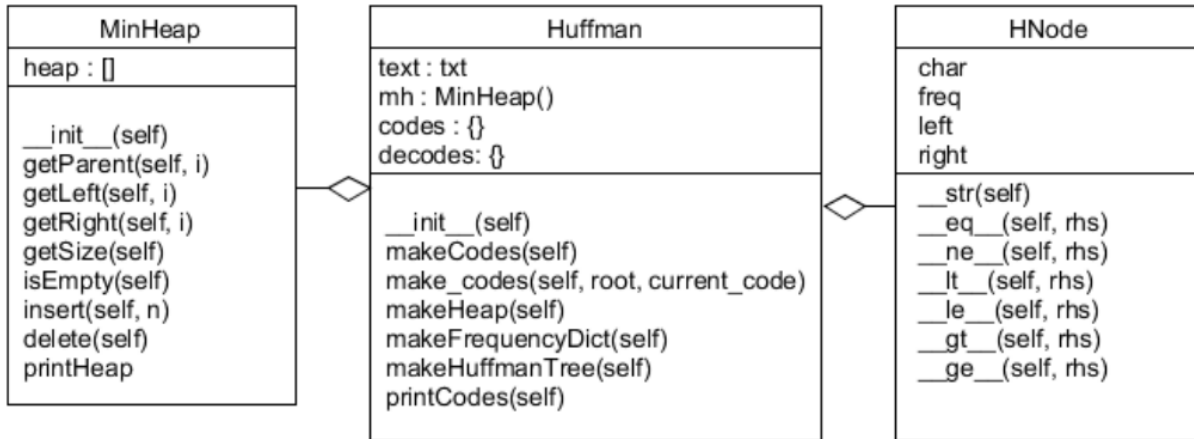 MinHeap
heap : []
__init__(self)
getParent(self, i)
getLeft(self, i)
getRight(self, i)
getSize(self)
isEmpty(self)
insert(self, n)
delete(self)
printHeap
Huffman
text : txt
mh : MinHeap()
codes : {}
decodes: {}
__init__(self)
makeCodes(self)
make_codes(self, root, current_code)
makeHeap(self)
makeFrequencyDict(self)
makeHuffmanTree(self)
printCodes(self)
HNode
char
freq
left
right
__str(self)
__eq__(self, rhs)
__ne__(self, rhs)
__lt__(self, rhs)
__le__(self, rhs)
__gt__(self, rhs)
__ge__(self, rhs)